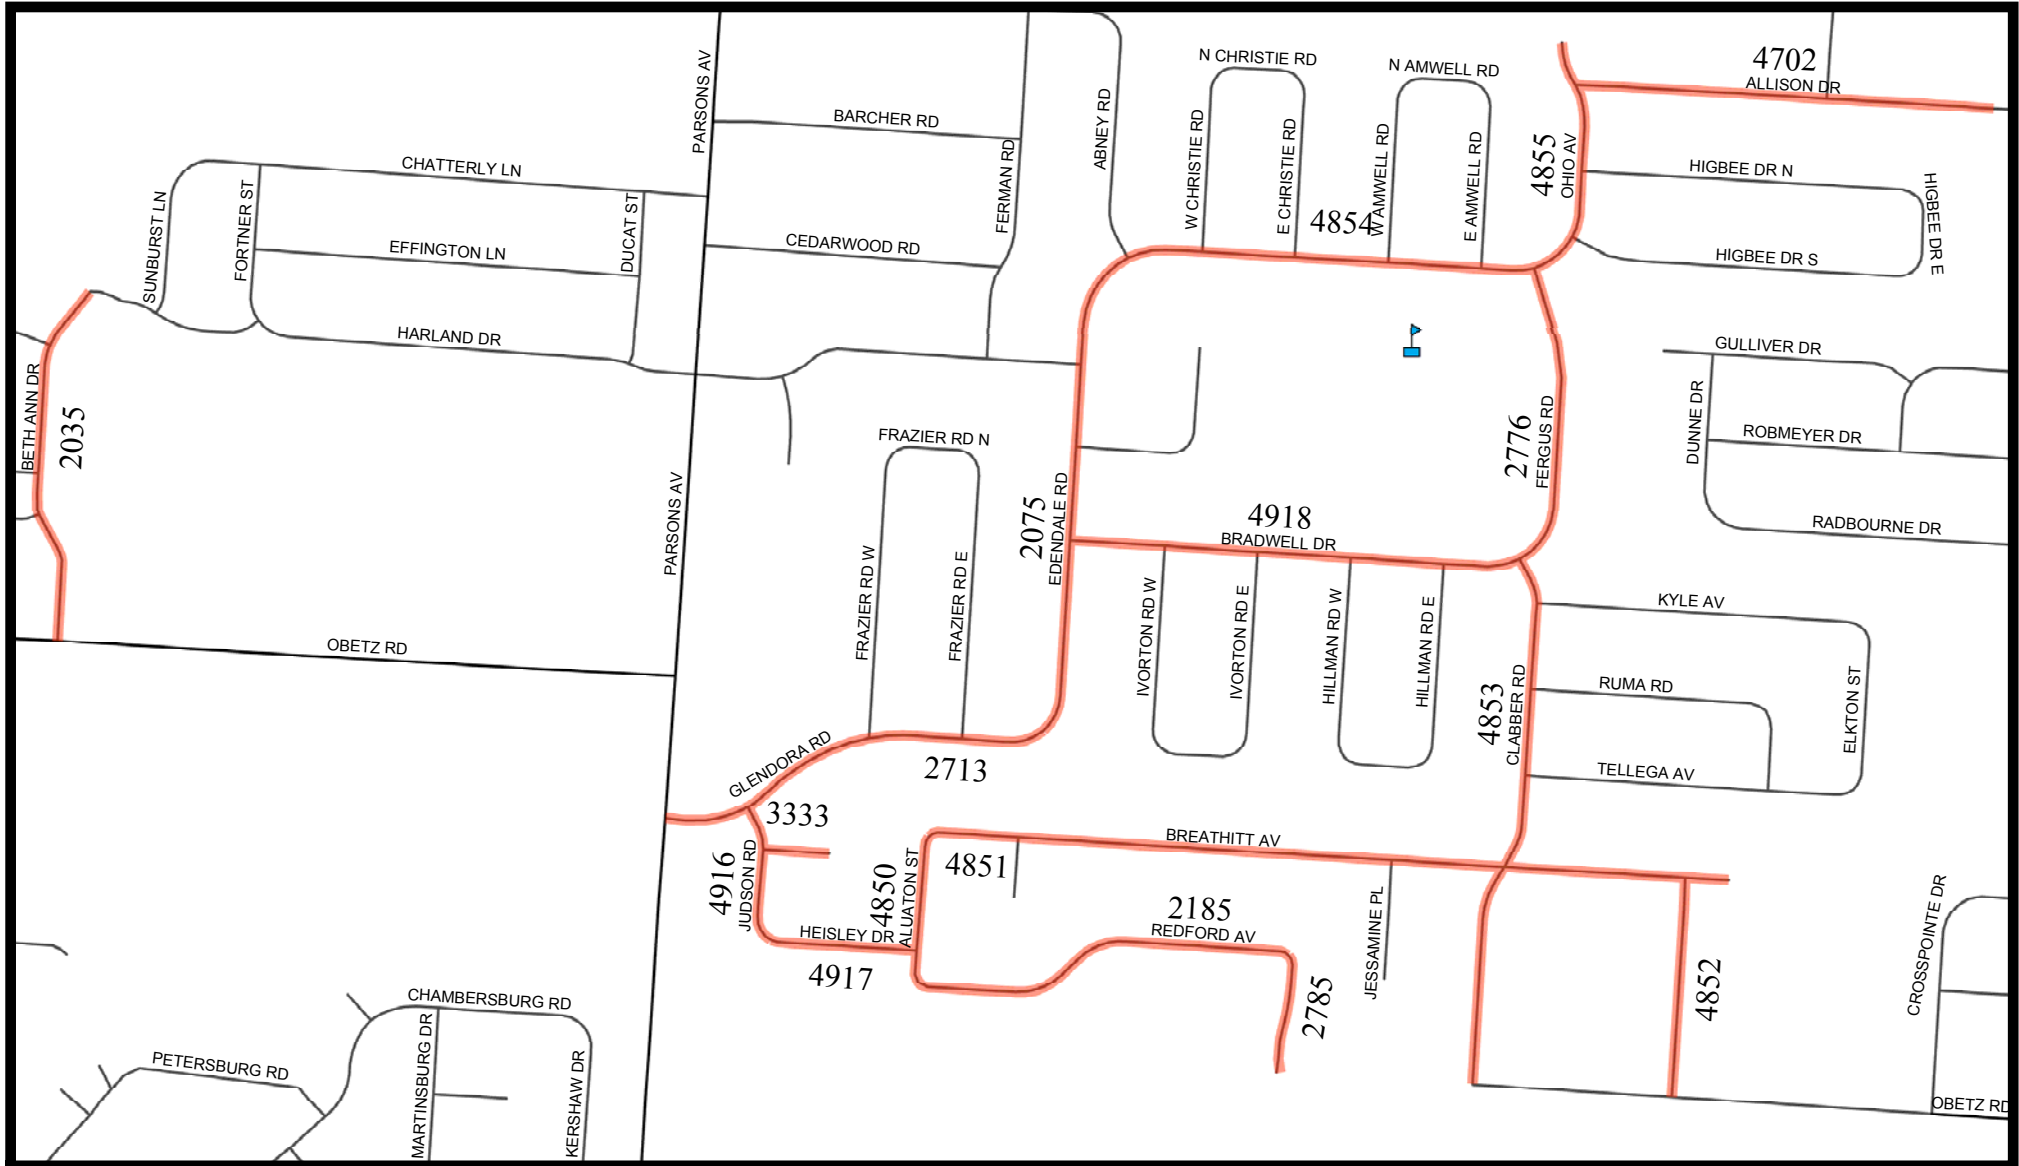 N CHRISTIE RD
N AMWELL RD
4702
ALLISON DR
PARSONS AV
BARCHER RD
ABNEY RD
W CHRISTIE RD
E CHRISTIE RD
W AMWELL RD
E AMWELL RD
4855
OHIO AV
CHATTERLY LN
FERMAN RD
HIGBEE DR N
HIGBEE DR E
SUNBURST LN
FORTNER ST
DUCAT ST
4854
EFFINGTON LN
CEDARWOOD RD
HIGBEE DR S
HARLAND DR
GULLIVER DR
BETH ANN DR
2035
FRAZIER RD N
2776
FERGUS RD
DUNNE DR
ROBMEYER DR
PARSONS AV
2075
EDENDALE RD
4918
BRADWELL DR
RADBOURNE DR
FRAZIER RD W
FRAZIER RD E
IVORTON RD W
IVORTON RD E
HILLMAN RD W
HILLMAN RD E
KYLE AV
OBETZ RD
4853
CLABBER RD
RUMA RD
ELKTON ST
GLENDORA RD
2713
TELLEGA AV
3333
BREATHITT AV
4916
JUDSON RD
4850
ALUATON ST
4851
2185
REDFORD AV
JESSAMINE PL
CROSSPOINTE DR
HEISLEY DR
4917
2785
4852
CHAMBERSBURG RD
MARTINSBURG DR
PETERSBURG RD
KERSHAW DR
OBETZ RD